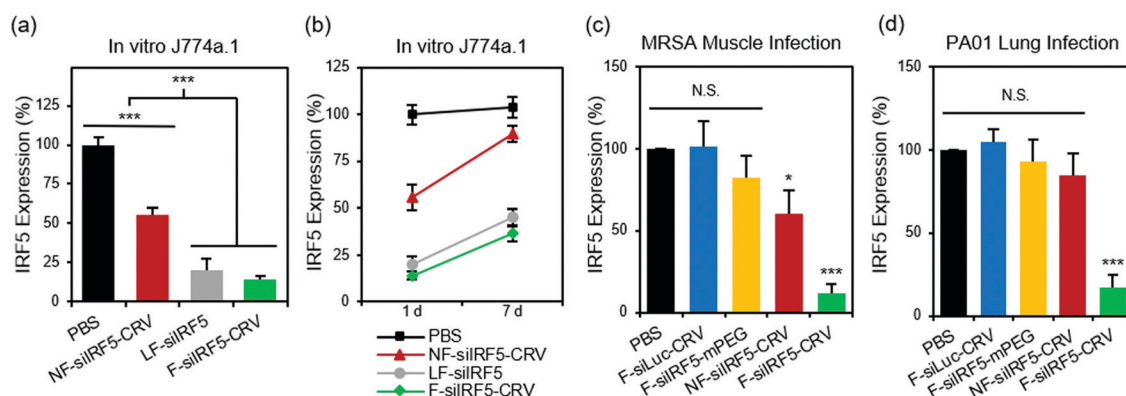 (a)
In vitro J774a.1
IRF5 Expression (%)
125
100
75
50
25
0
***
***
PBS
NF-siIRF5-CRV
LF-siIRF5
F-siIRF5-CRV
(b)
In vitro J774a.1
IRF5 Expression (%)
125
100
75
50
25
0
1 d
7 d
PBS
NF-siIRF5-CRV
LF-siIRF5
F-siIRF5-CRV
(c)
MRSA Muscle Infection
IRF5 Expression (%)
150
100
50
0
N.S.
*
***
PBS
F-siLuc-CRV
F-siIRF5-mPEG
NF-siIRF5-CRV
F-siIRF5-CRV
(d)
PA01 Lung Infection
IRF5 Expression (%)
150
100
50
0
N.S.
***
PBS
F-siLuc-CRV
F-siIRF5-mPEG
NF-siIRF5-CRV
F-siIRF5-CRV